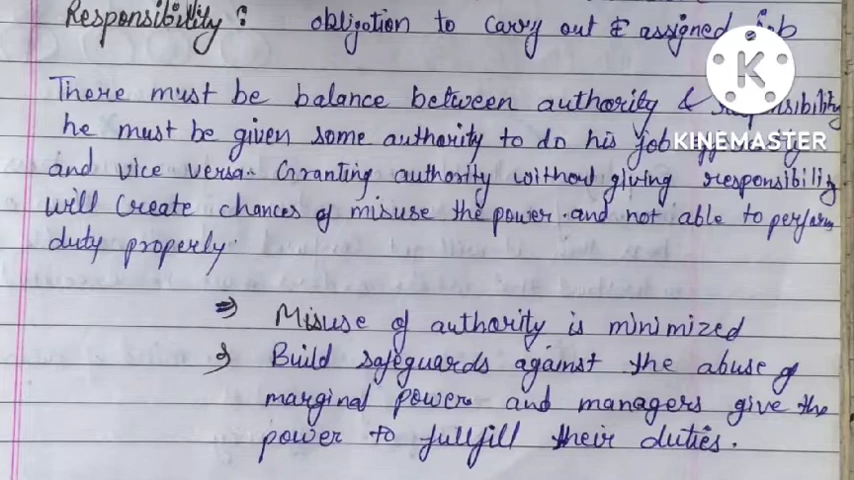 Responsibility: obligation to carry out & assigned job
There must be balance between authority &
he must be given some authority to do his job
and vice versa. Granting authority without giving responsibility
will create chances of misuse the power. and not able to perform
duty properly.
⇒ Misuse of authority is minimized
Build safeguards against the abuse of
marginal power and managers give the
power to fullfill their duties.
K
KINEMASTER